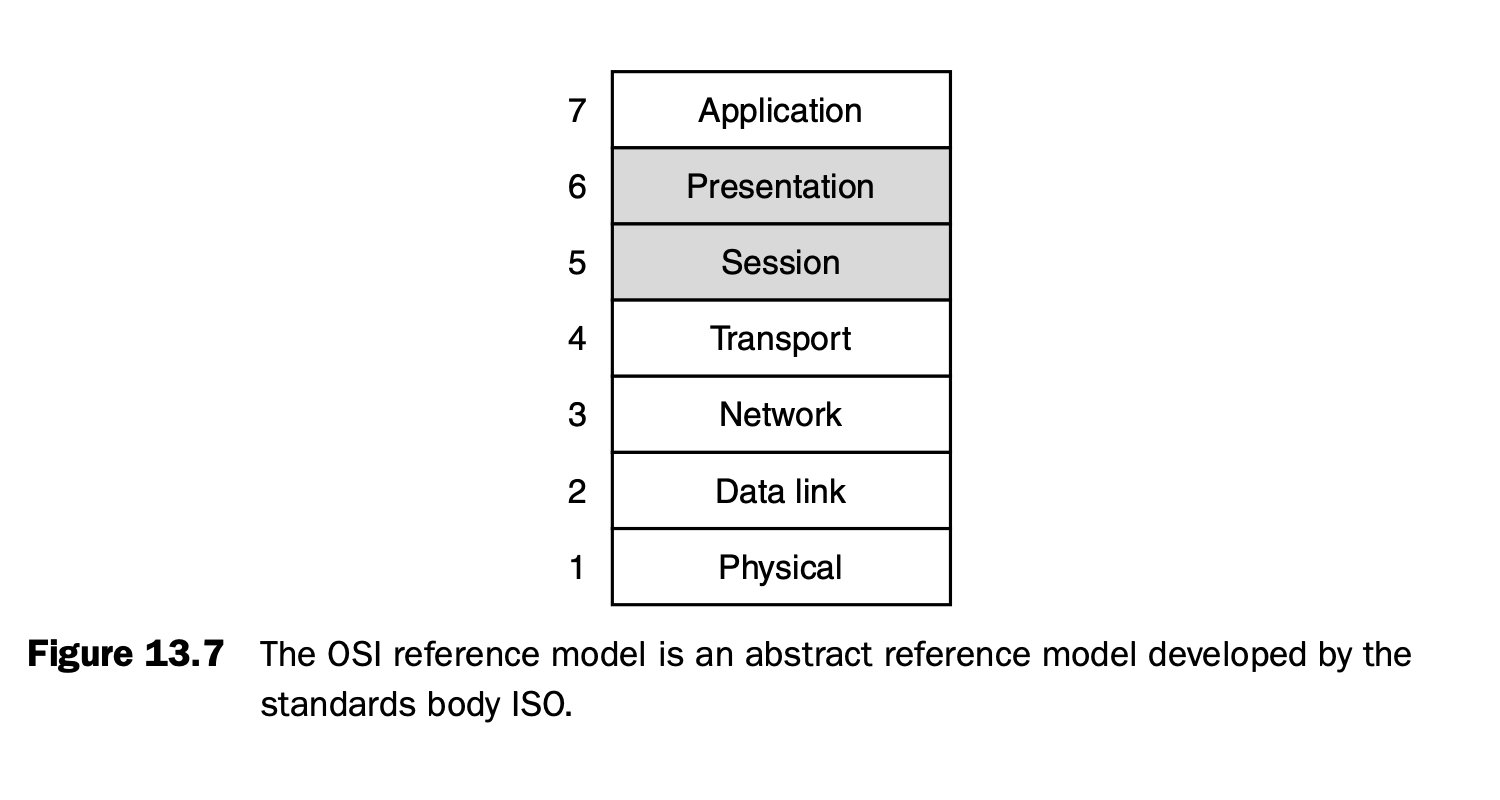 7 Application
6 Presentation
5 Session
4 Transport
3 Network
2 Data link
1 Physical
Figure 13.7 The OSI reference model is an abstract reference model developed by the
standards body ISO.